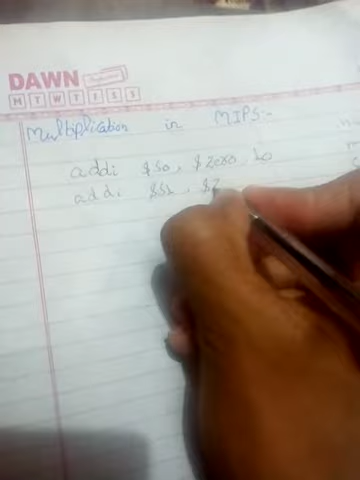 DAWN
M T W T F S S
Multiplication in MIPS:-
addi $s0, $zero, 10
addi $s1, $z